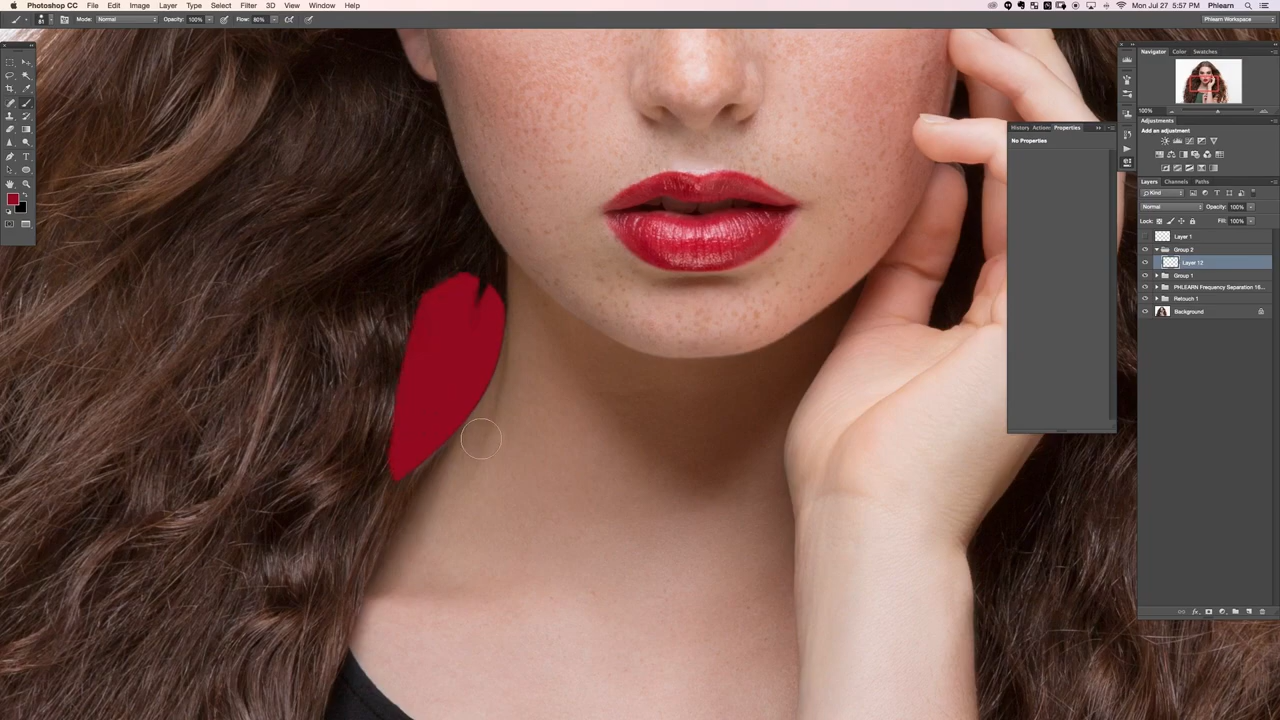 Photoshop CC File Edit Image Layer Type Select Filter 3D View Window Help
Mon Jul 27 5:57 PM Phlearn
Mode: Normal Opacity: 100% Flow: 80%
Phlearn Workspace
Navigator Color Swatches
100%
Adjustments
Add an adjustment
History Actions Properties
No Properties
Layers Channels Paths
Kind
Normal Opacity: 100%
Lock: Fill: 100%
Layer 1
Group 2
Layer 12
Group 1
PHLEARN Frequency Separation 16...
Retouch 1
Background